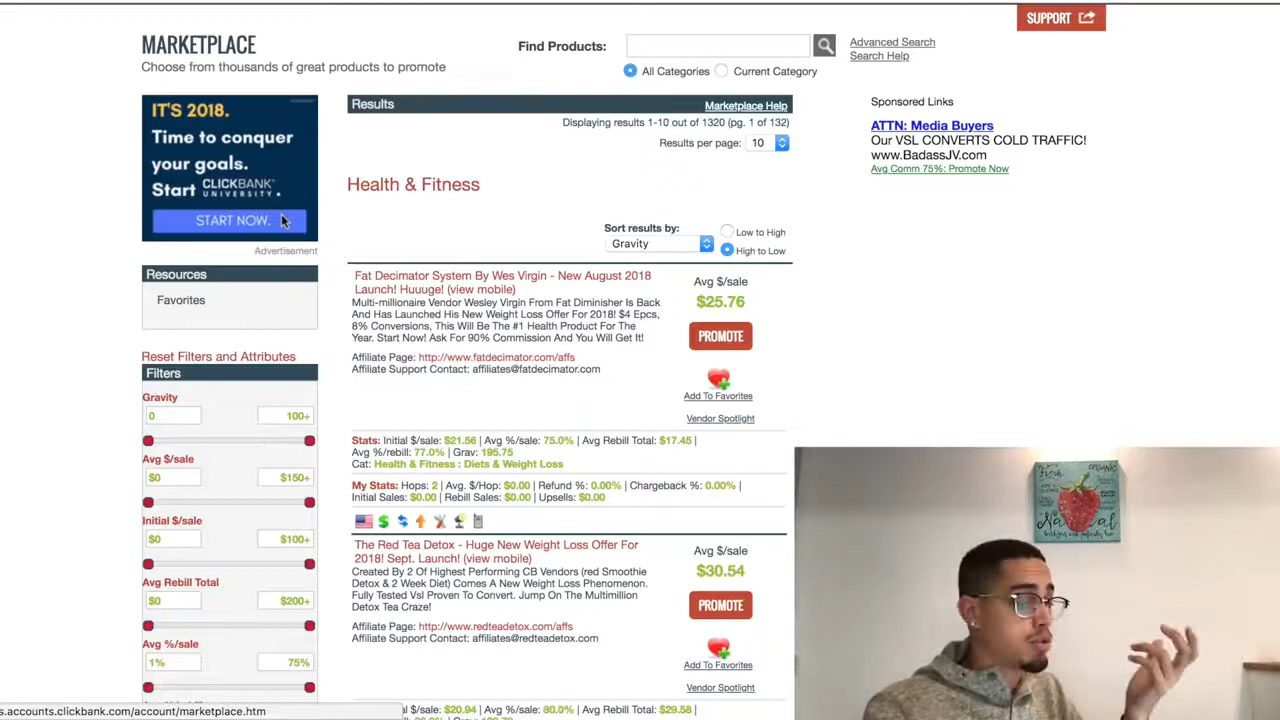 SUPPORT
MARKETPLACE
Choose from thousands of great products to promote
Find Products:
Advanced Search
Search Help
All Categories
Current Category
IT'S 2018.
Time to conquer
your goals.
Start CLICKBANK
UNIVERSITY
START NOW.
Advertisement
Resources
Favorites
Reset Filters and Attributes
Filters
Gravity
0 100+
Avg $/sale
$0 $150+
Initial $/sale
$0 $100+
Avg Rebill Total
$0 $200+
Avg %/sale
1% 75%
Results
Marketplace Help
Displaying results 1-10 out of 1320 (pg. 1 of 132)
Results per page: 10
Health & Fitness
Sort results by:
Gravity
Low to High
High to Low
Fat Decimator System By Wes Virgin - New August 2018
Launch! Huuuge! (view mobile)
Multi-millionaire Vendor Wesley Virgin From Fat Diminisher Is Back
And Has Launched His New Weight Loss Offer For 2018! $4 Epcs,
8% Conversions, This Will Be The #1 Health Product For The
Year. Start Now! Ask For 90% Commission And You Will Get It!
Affiliate Page: http://www.fatdecimator.com/affs
Affiliate Support Contact: affiliates@fatdecimator.com
Avg $/sale
$25.76
PROMOTE
Add To Favorites
Vendor Spotlight
Stats: Initial $/sale: $21.56 | Avg %/sale: 75.0% | Avg Rebill Total: $17.45 |
Avg %/rebill: 77.0% | Grav: 195.75
Cat: Health & Fitness : Diets & Weight Loss
My Stats: Hops: 2 | Avg. $/Hop: $0.00 | Refund %: 0.00% | Chargeback %: 0.00% |
Initial Sales: $0.00 | Rebill Sales: $0.00 | Upsells: $0.00
The Red Tea Detox - Huge New Weight Loss Offer For
2018! Sept. Launch! (view mobile)
Created By 2 Of Highest Performing CB Vendors (red Smoothie
Detox & 2 Week Diet) Comes A New Weight Loss Phenomenon.
Fully Tested Vsl Proven To Convert. Jump On The Multimillion
Detox Tea Craze!
Affiliate Page: http://www.redteadetox.com/affs
Affiliate Support Contact: affiliates@redteadetox.com
Avg $/sale
$30.54
PROMOTE
Add To Favorites
Vendor Spotlight
l $/sale: $20.94 | Avg %/sale: 80.0% | Avg Rebill Total: $29.58 |
Sponsored Links
ATTN: Media Buyers
Our VSL CONVERTS COLD TRAFFIC!
www.BadassJV.com
Avg Comm 75%: Promote Now
s.accounts.clickbank.com/account/marketplace.htm
Fresh
ORGANIC
Natural